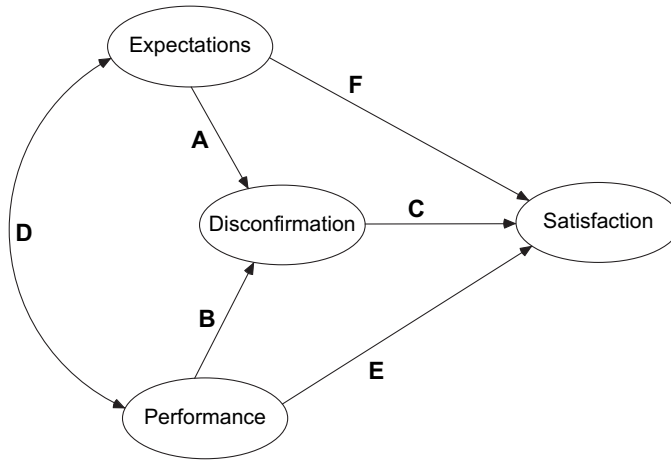 Expectations
F
A
Disconfirmation
C
Satisfaction
D
B
E
Performance